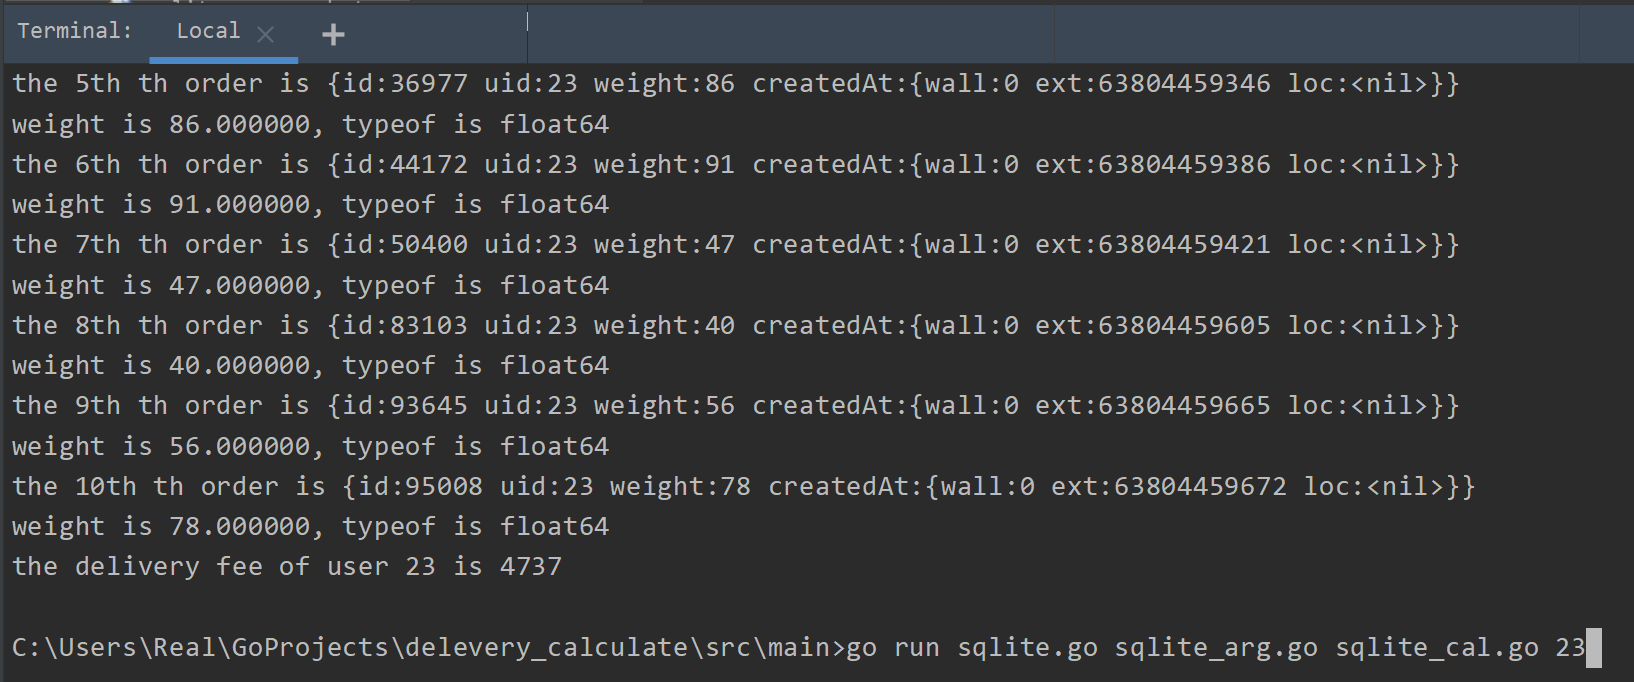 Terminal: Local × +
the 5th th order is {id:36977 uid:23 weight:86 createdAt:{wall:0 ext:63804459346 loc:<nil>}}
weight is 86.000000, typeof is float64
the 6th th order is {id:44172 uid:23 weight:91 createdAt:{wall:0 ext:63804459386 loc:<nil>}}
weight is 91.000000, typeof is float64
the 7th th order is {id:50400 uid:23 weight:47 createdAt:{wall:0 ext:63804459421 loc:<nil>}}
weight is 47.000000, typeof is float64
the 8th th order is {id:83103 uid:23 weight:40 createdAt:{wall:0 ext:63804459605 loc:<nil>}}
weight is 40.000000, typeof is float64
the 9th th order is {id:93645 uid:23 weight:56 createdAt:{wall:0 ext:63804459665 loc:<nil>}}
weight is 56.000000, typeof is float64
the 10th th order is {id:95008 uid:23 weight:78 createdAt:{wall:0 ext:63804459672 loc:<nil>}}
weight is 78.000000, typeof is float64
the delivery fee of user 23 is 4737
C:\Users\Real\GoProjects\delevery_calculate\src\main>go run sqlite.go sqlite_arg.go sqlite_cal.go 23